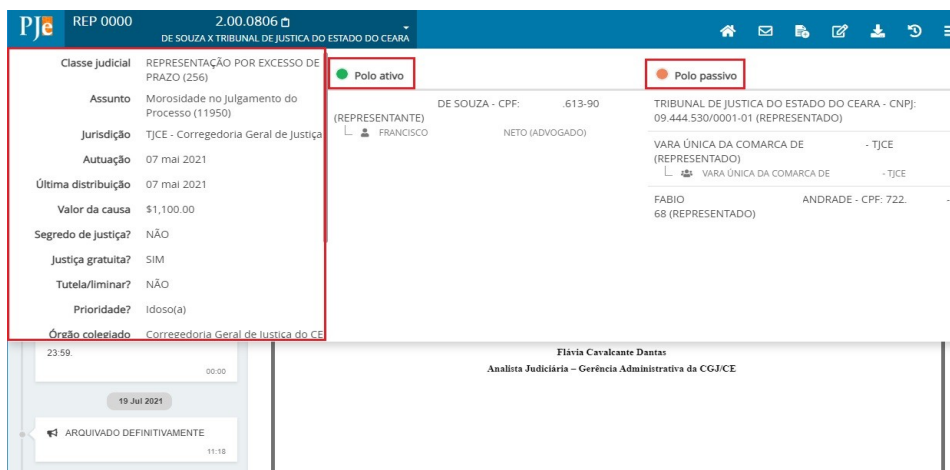 PJe REP 0000 2.00.0806
DE SOUZA X TRIBUNAL DE JUSTICA DO ESTADO DO CEARA
Classe judicial REPRESENTAÇÃO POR EXCESSO DE
PRAZO (256)
Assunto Morosidade no Julgamento do
Processo (11950)
Jurisdição TJCE - Corregedoria Geral de Justiça
Autuação 07 mai 2021
Última distribuição 07 mai 2021
Valor da causa $1,100.00
Segredo de justiça? NÃO
Justiça gratuita? SIM
Tutela/liminar? NÃO
Prioridade? Idoso(a)
Órgão colegiado Corregedoria Geral de Justiça do CE
Polo ativo
DE SOUZA - CPF: .613-90
(REPRESENTANTE)
FRANCISCO NETO (ADVOGADO)
Polo passivo
TRIBUNAL DE JUSTICA DO ESTADO DO CEARA - CNPJ:
09.444.530/0001-01 (REPRESENTADO)
VARA ÚNICA DA COMARCA DE - TJCE
(REPRESENTADO)
VARA ÚNICA DA COMARCA DE - TJCE
FABIO ANDRADE - CPF: 722. -
68 (REPRESENTADO)
23:59.
00:00
19 Jul 2021
ARQUIVADO DEFINITIVAMENTE
11:18
Flávia Cavalcante Dantas
Analista Judiciária – Gerência Administrativa da CGJ/CE